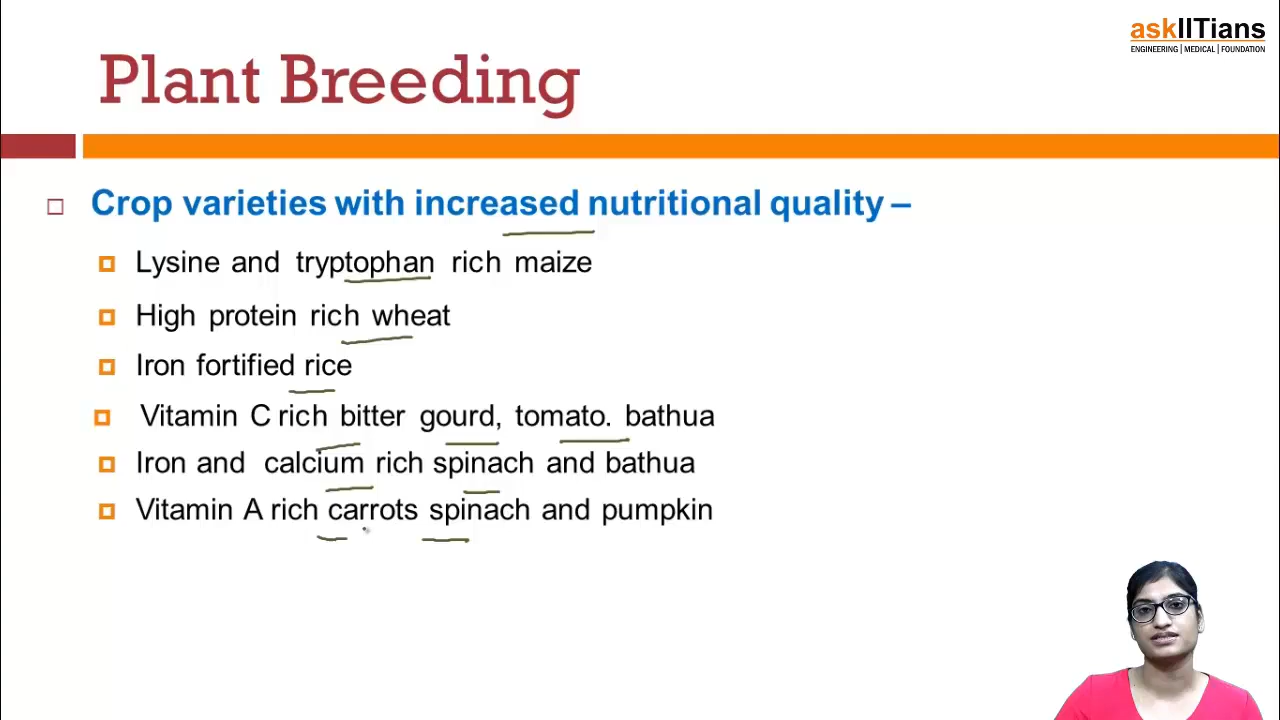 askIITians
ENGINEERING | MEDICAL | FOUNDATION
Plant Breeding
Crop varieties with increased nutritional quality –
Lysine and tryptophan rich maize
High protein rich wheat
Iron fortified rice
Vitamin C rich bitter gourd, tomato. bathua
Iron and calcium rich spinach and bathua
Vitamin A rich carrots spinach and pumpkin